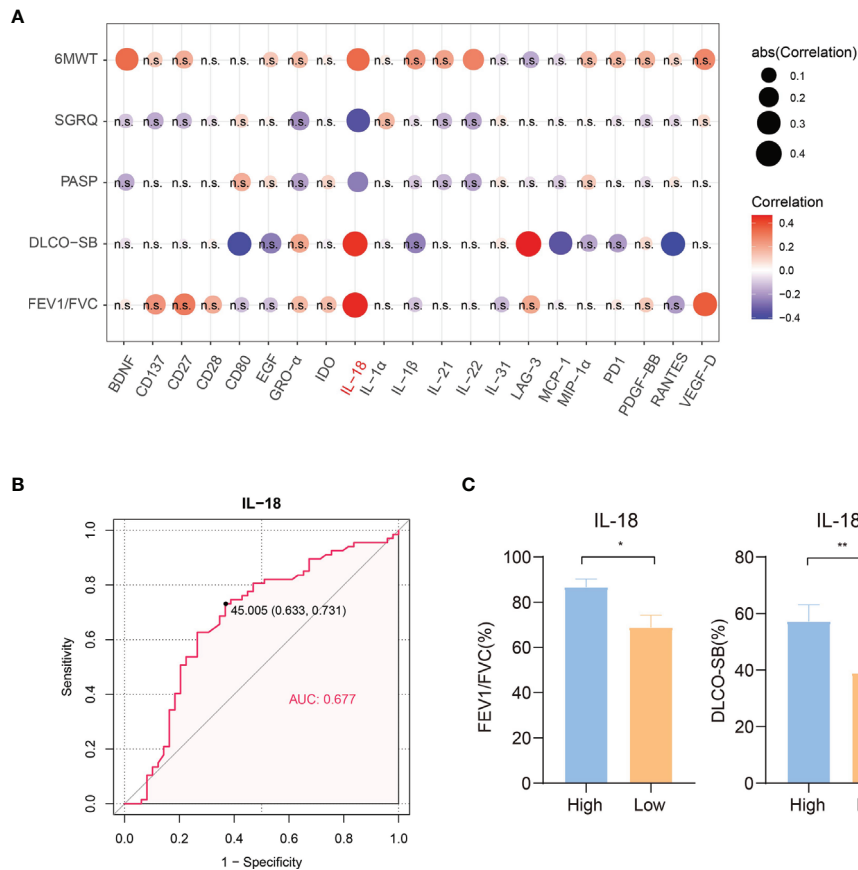 A
6MWT n.s. n.s. n.s. n.s. n.s. n.s. n.s. n.s. n.s. n.s. n.s. n.s. n.s. n.s. n.s. n.s. n.s. n.s. n.s.
SGRQ n.s. n.s. n.s. n.s. n.s. n.s. n.s. n.s. n.s. n.s. n.s. n.s. n.s. n.s. n.s. n.s. n.s. n.s. n.s. n.s.
PASP n.s. n.s. n.s. n.s. n.s. n.s. n.s. n.s. n.s. n.s. n.s. n.s. n.s. n.s. n.s. n.s. n.s. n.s. n.s. n.s. n.s.
DLCO−SB n.s. n.s. n.s. n.s. n.s. n.s. n.s. n.s. n.s. n.s. n.s. n.s. n.s. n.s. n.s. n.s. n.s.
FEV1/FVC n.s. n.s. n.s. n.s. n.s. n.s. n.s. n.s. n.s. n.s. n.s. n.s. n.s. n.s. n.s. n.s. n.s. n.s. n.s.
BDNF CD137 CD27 CD28 CD80 EGF GRO−α IDO IL−18 IL−1α IL−1β IL−21 IL−22 IL−31 LAG−3 MCP−1 MIP−1α PD1 PDGF−BB RANTES VEGF−D
abs(Correlation)
0.1
0.2
0.3
0.4
Correlation
0.4
0.2
0.0
−0.2
−0.4
B
IL−18
Sensitivity
1.0
0.8
0.6
0.4
0.2
0.0
45.005 (0.633, 0.731)
AUC: 0.677
0.0 0.2 0.4 0.6 0.8 1.0
1 − Specificity
C
IL-18
*
FEV1/FVC(%)
100
80
60
40
20
0
High Low
IL-18
**
DLCO-SB(%)
80
60
40
20
0
High